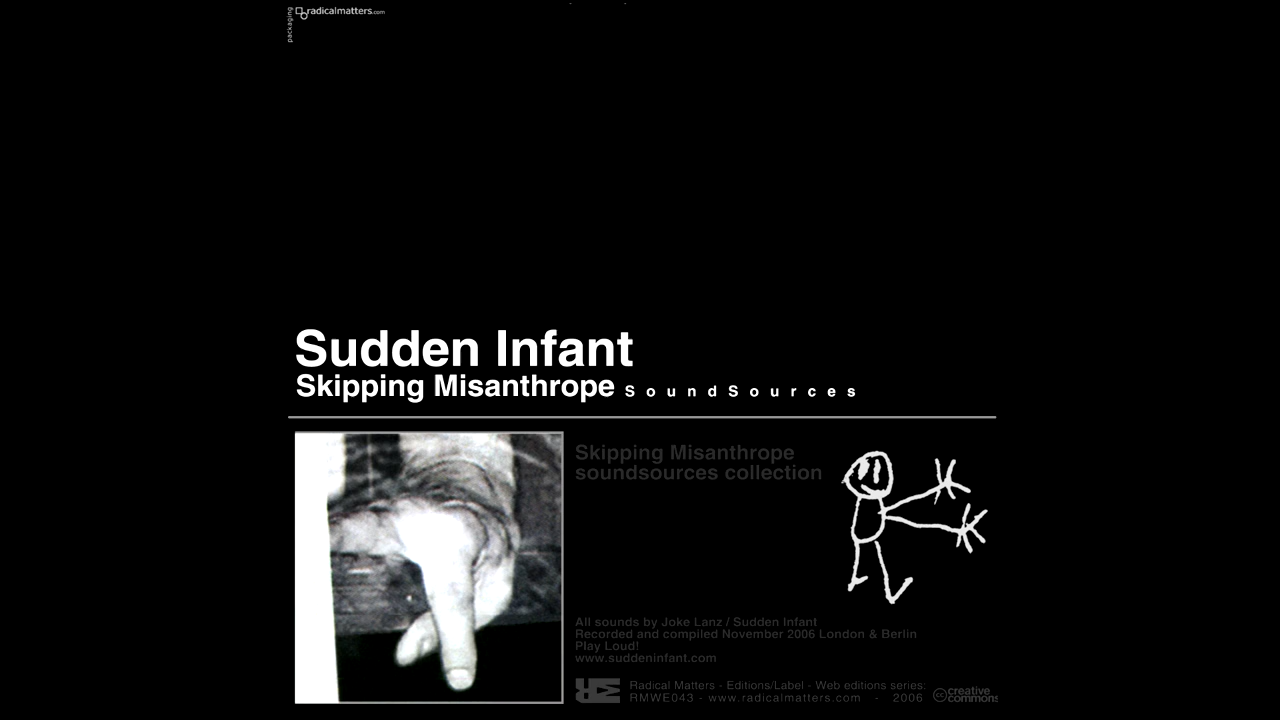 packaging
radicalmatters.com
Sudden Infant
Skipping Misanthrope SoundSources
Skipping Misanthrope
soundsources collection
All sounds by Joke Lanz / Sudden Infant
Recorded and compiled November 2006 London & Berlin
Play Loud!
www.suddeninfant.com
Radical Matters - Editions/Label - Web editions series:
RMWE043 - www.radicalmatters.com - 2006
cc creative commons